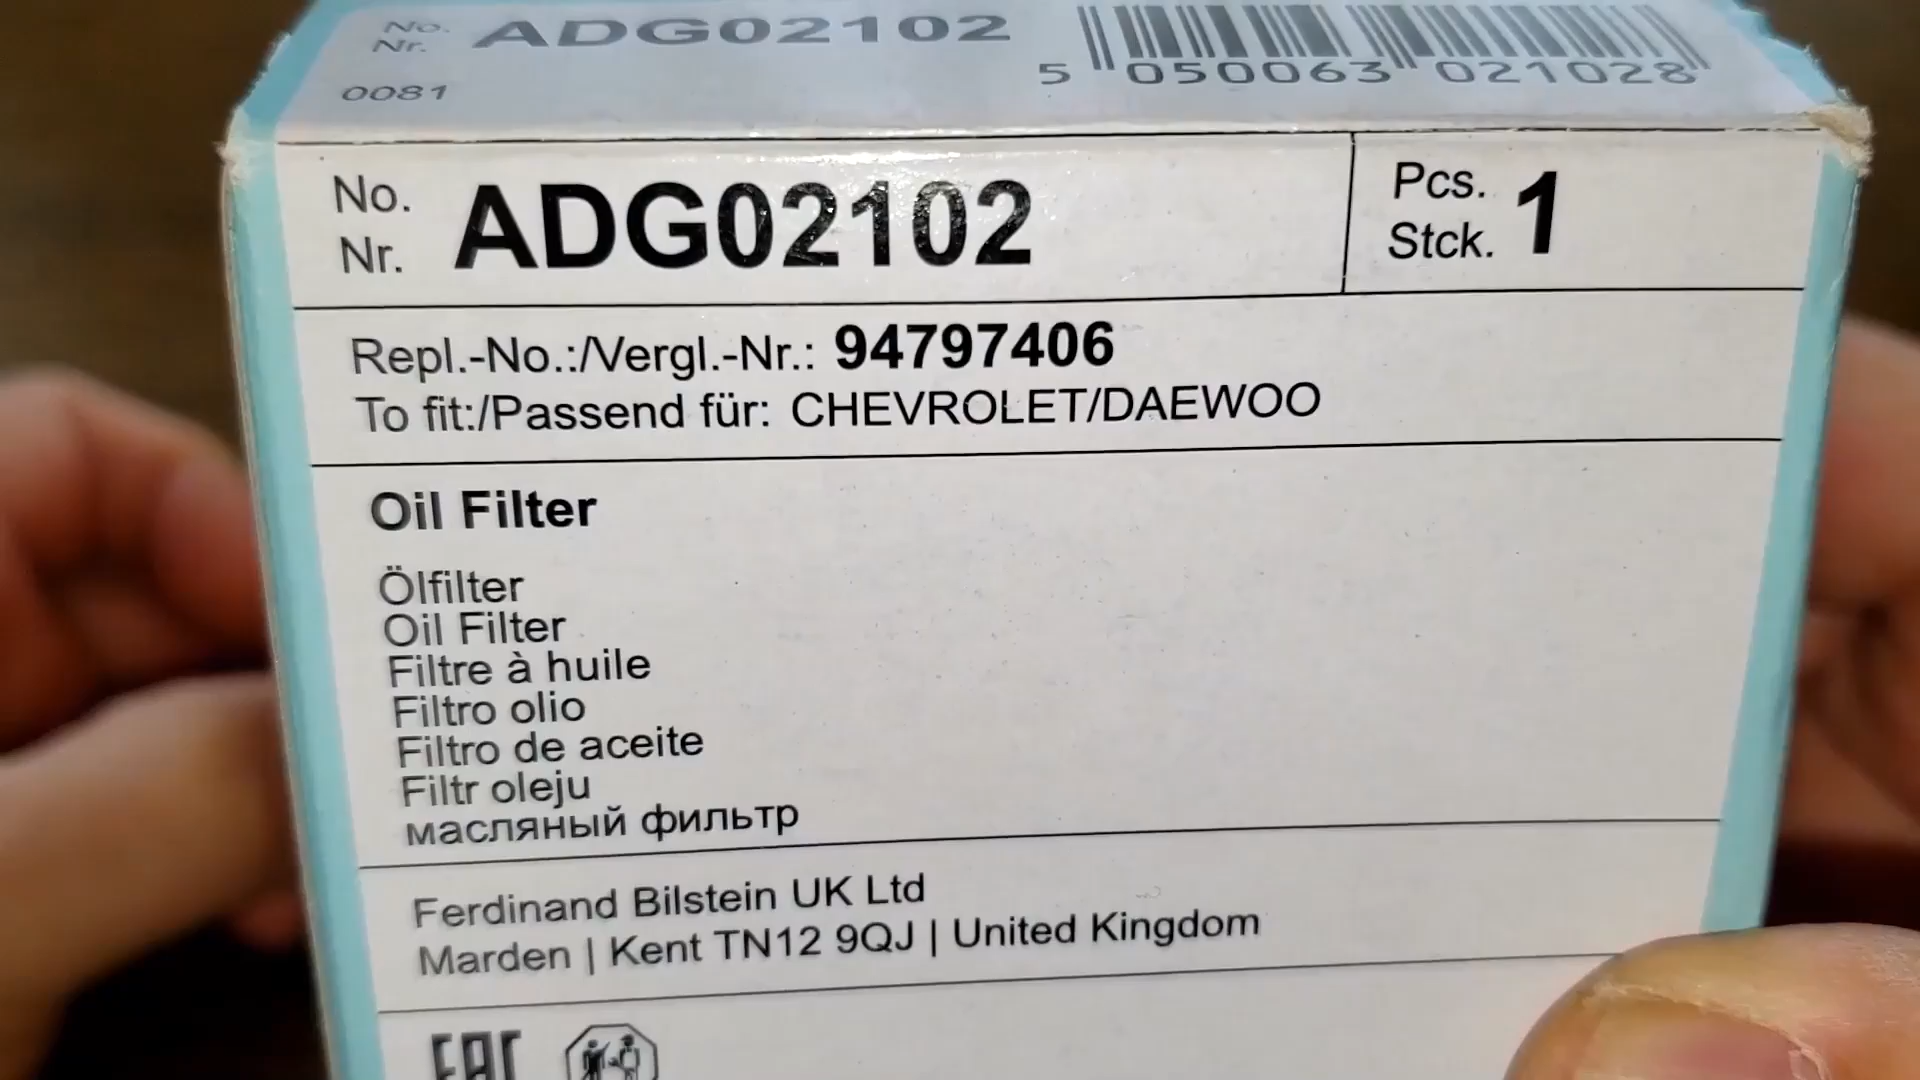 No. ADG02102
Nr.
0081
5 050063 021028
No. ADG02102
Nr.
Pcs. 1
Stck.
Repl.-No.:/Vergl.-Nr.: 94797406
To fit:/Passend für: CHEVROLET/DAEWOO
Oil Filter
Ölfilter
Oil Filter
Filtre à huile
Filtro olio
Filtro de aceite
Filtr oleju
масляный фильтр
Ferdinand Bilstein UK Ltd
Marden | Kent TN12 9QJ | United Kingdom
EAC